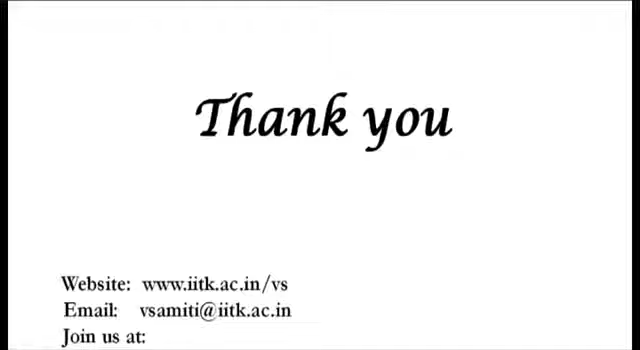 Thank you
Website: www.iitk.ac.in/vs
Email: vsamiti@iitk.ac.in
Join us at: